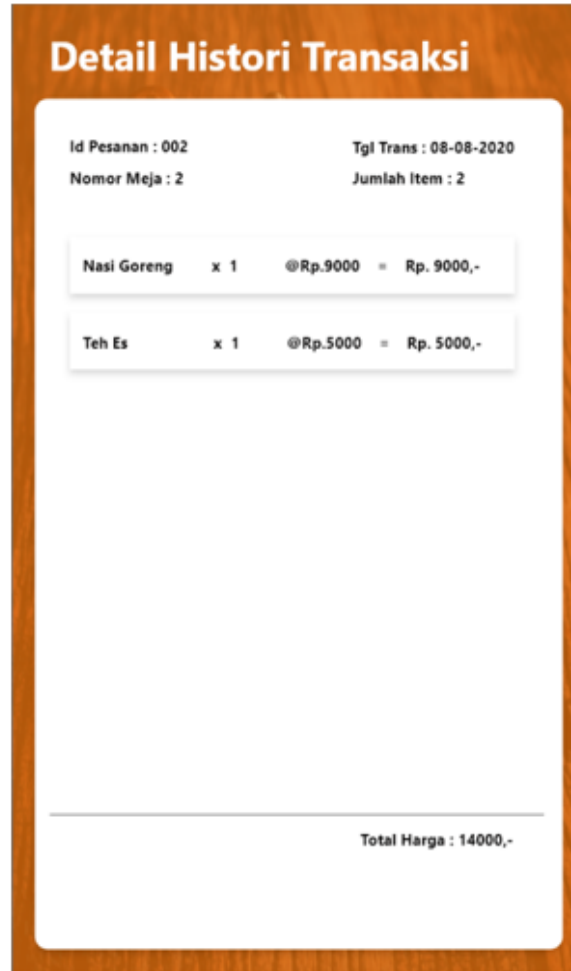 Detail Histori Transaksi
Id Pesanan : 002 Tgl Trans : 08-08-2020
Nomor Meja : 2 Jumlah Item : 2
Nasi Goreng x 1 @Rp.9000 = Rp. 9000,-
Teh Es x 1 @Rp.5000 = Rp. 5000,-
Total Harga : 14000,-